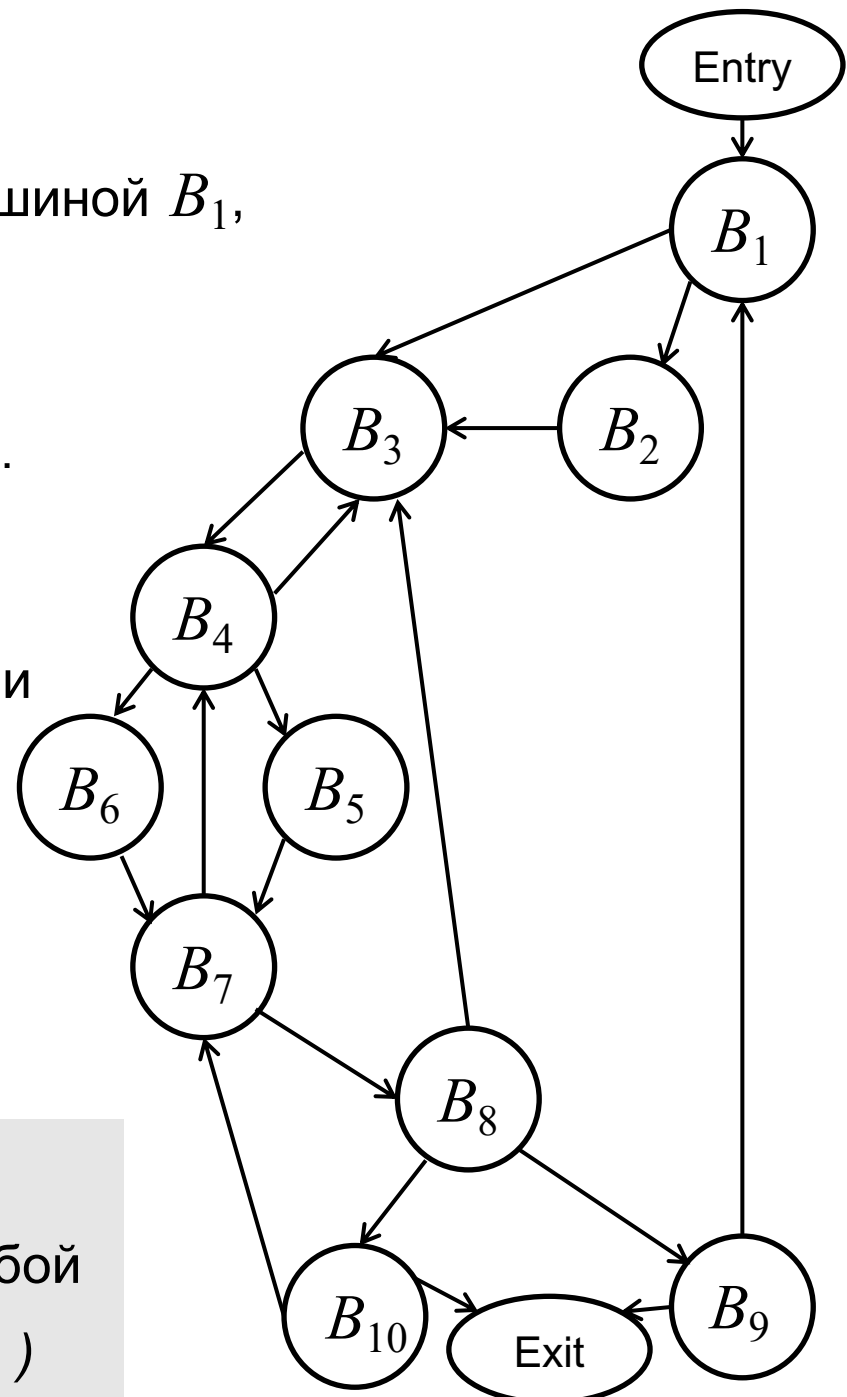 Entry
шиной B₁,
B₁
B₃
B₂
.
B₄
и
B₆
B₅
B₇
B₈
бой
B₉
B₁₀
Exit
)